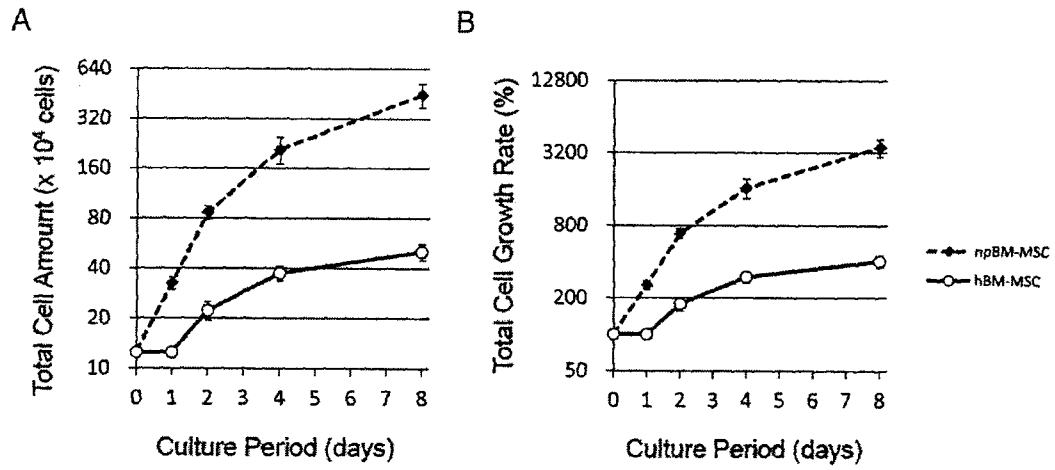 A
Total Cell Amount (x 10⁴ cells)
640
320
160
80
40
20
10
0 1 2 3 4 5 6 7 8
Culture Period (days)
B
Total Cell Growth Rate (%)
12800
3200
800
200
50
0 1 2 3 4 5 6 7 8
Culture Period (days)
npBM-MSC
hBM-MSC